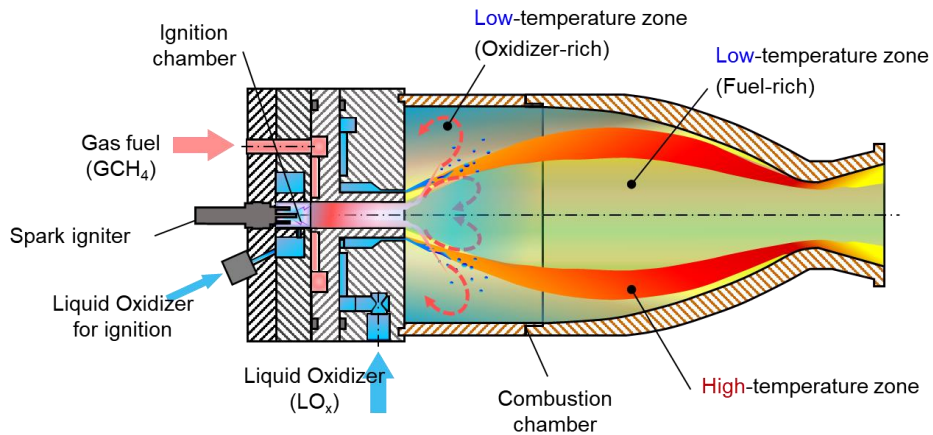 Ignition
chamber
Low-temperature zone
(Oxidizer-rich)
Low-temperature zone
(Fuel-rich)
Gas fuel
(GCH₄)
Spark igniter
Liquid Oxidizer
for ignition
Liquid Oxidizer
(LOₓ)
Combustion
chamber
High-temperature zone